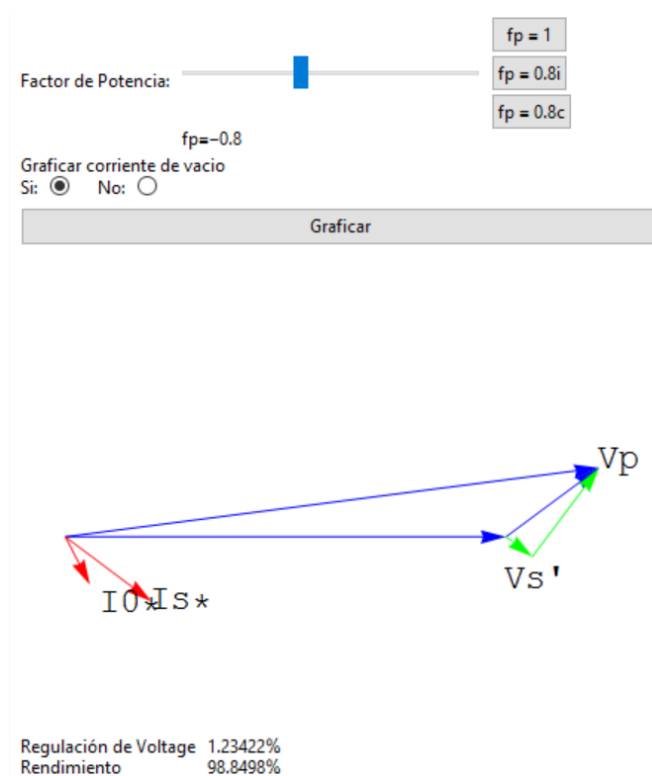 fp = 1
Factor de Potencia:
fp = 0.8i
fp = 0.8c
fp=−0.8
Graficar corriente de vacio
Si: No:
Graficar
Vp
Vs'
I0* Is*
Regulación de Voltage 1.23422%
Rendimiento 98.8498%